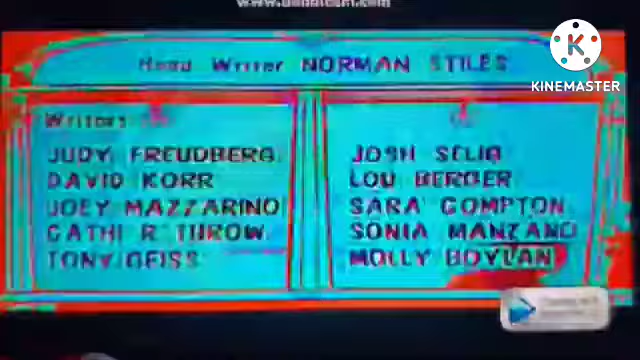 Head Writer NORMAN STILES
Writers
JUDY FREUDBERG
DAVID KORR
JOEY MAZZARINO
CATHI R THROW
TONY GEISS
JOSH SELIG
LOU BERGER
SARA COMPTON
SONIA MANZANO
MOLLY BOYLAN
KINEMASTER